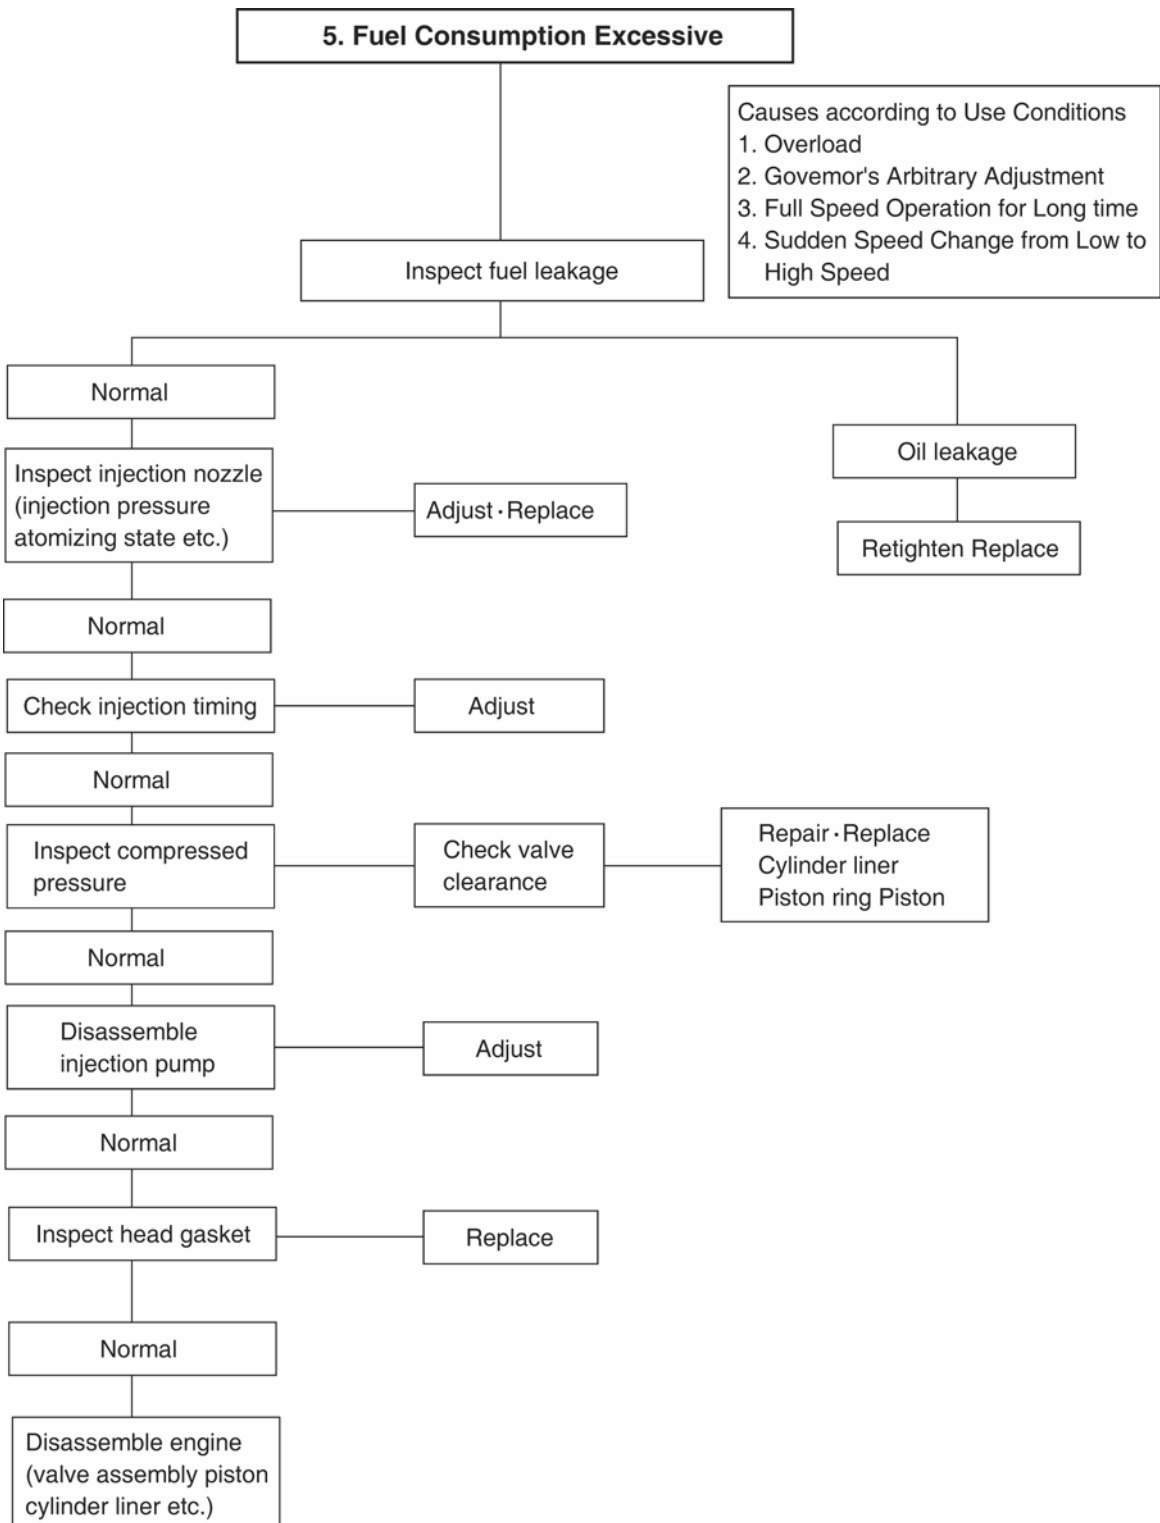 5. Fuel Consumption Excessive
Causes according to Use Conditions
1. Overload
2. Govemor's Arbitrary Adjustment
3. Full Speed Operation for Long time
4. Sudden Speed Change from Low to
High Speed
Inspect fuel leakage
Normal
Oil leakage
Inspect injection nozzle
(injection pressure
atomizing state etc.)
Adjust · Replace
Retighten Replace
Normal
Check injection timing
Adjust
Normal
Inspect compressed
pressure
Check valve
clearance
Repair · Replace
Cylinder liner
Piston ring Piston
Normal
Disassemble
injection pump
Adjust
Normal
Inspect head gasket
Replace
Normal
Disassemble engine
(valve assembly piston
cylinder liner etc.)